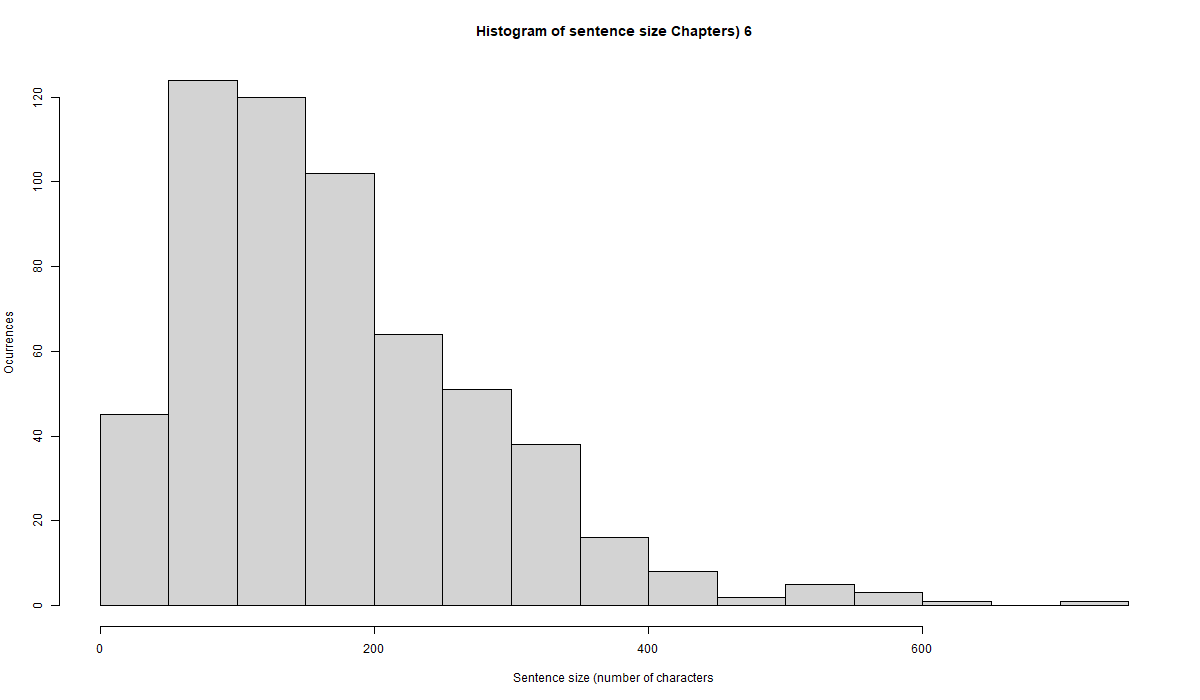 Histogram of sentence size Chapters) 6
120
100
80
60
40
20
0
Ocurrences
0 200 400 600
Sentence size (number of characters